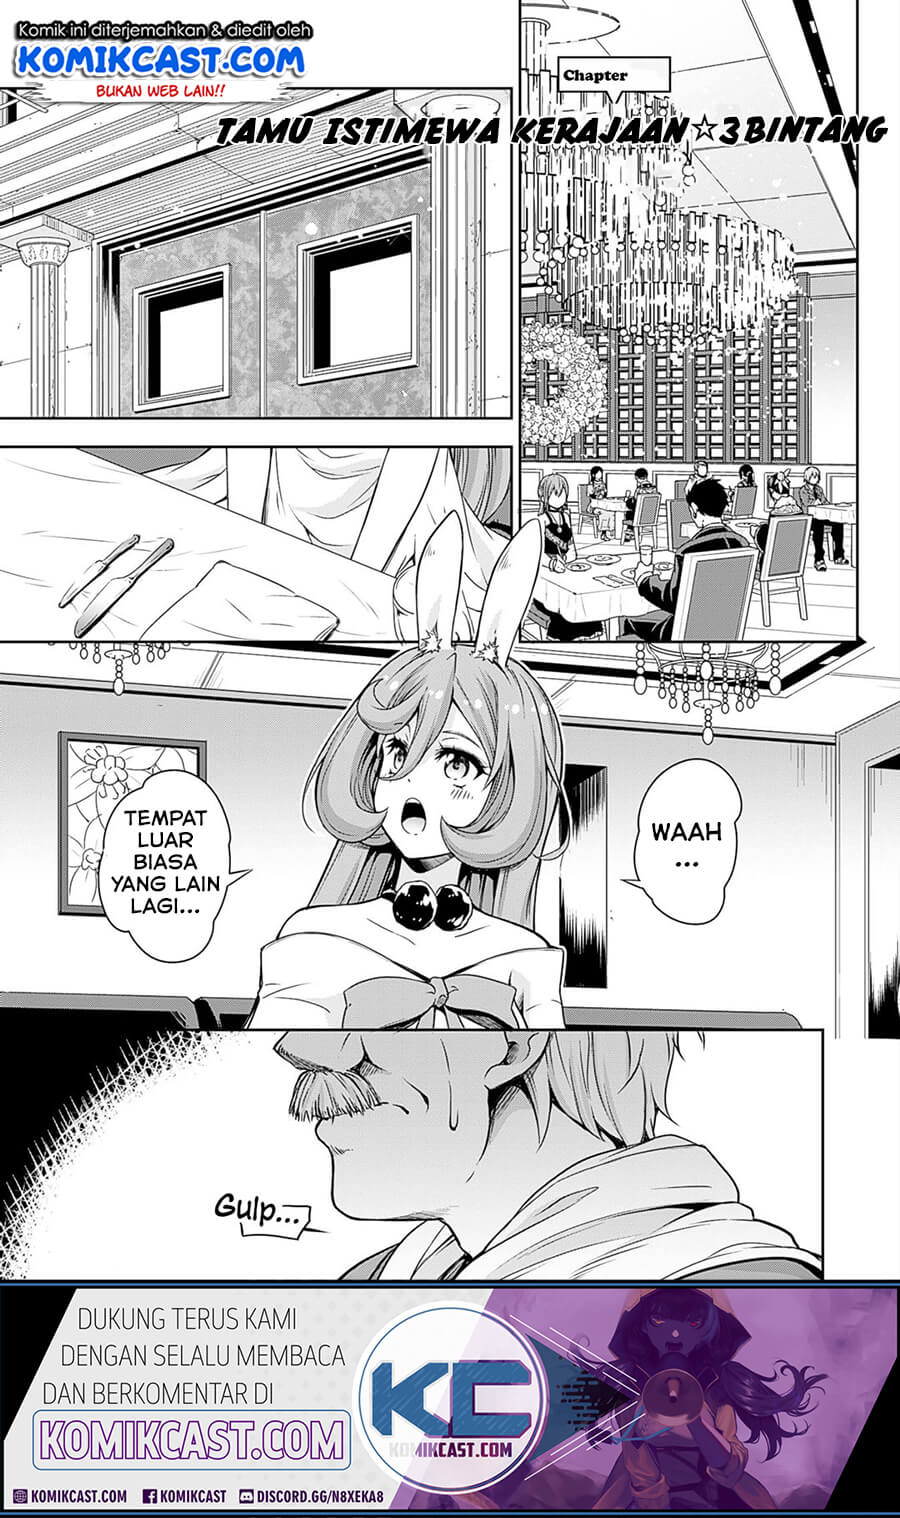 Komik ini diterjemahkan & diedit oleh
KOMIKCAST.COM
BUKAN WEB LAIN!!
Chapter
TAMU ISTIMEWA KERAJAAN☆3BINTANG
WAAH
...
TEMPAT
LUAR
BIASA
YANG LAIN
LAGI...
Gulp...
DUKUNG TERUS KAMI
DENGAN SELALU MEMBACA
DAN BERKOMENTAR DI
KOMIKCAST.COM
KC
KOMIKCAST.COM
KOMIKCAST.COM KOMIKCAST DISCORD.GG/N8XEKA8